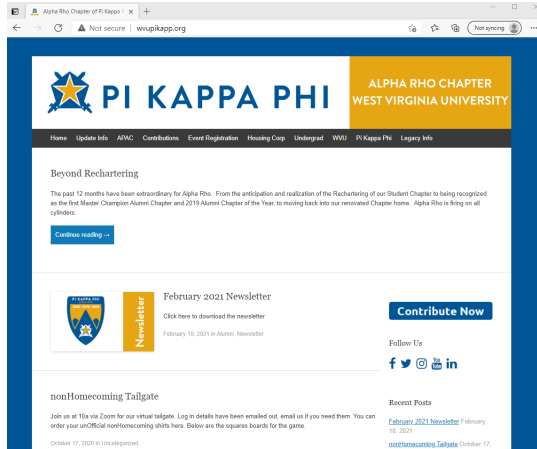 Alpha Rho Chapter of Pi Kappa
Not secure wvupikapp.org
Not syncing
PI KAPPA PHI
ALPHA RHO CHAPTER
WEST VIRGINIA UNIVERSITY
Home Update Info APAC Contributions Event Registration Housing Corp Undergrad WVU Pi Kappa Phi Legacy Info
Beyond Rechartering
The past 12 months have been extraordinary for Alpha Rho. From the anticipation and realization of the Rechartering of our Student Chapter to being recognized
as the first Master Champion Alumni Chapter and 2019 Alumni Chapter of the Year, to moving back into our renovated Chapter home. Alpha Rho is firing on all
cylinders.
Continue reading →
PI KAPPA PHI
Newsletter
February 2021 Newsletter
Click here to download the newsletter
February 18, 2021 in Alumni, Newsletter
Contribute Now
Follow Us
You
Tube
in
nonHomecoming Tailgate
Join us at 10a via Zoom for our virtual tailgate. Log in details have been emailed out, email us if you need them. You can
order your unOfficial nonHomecoming shirts here. Below are the squares boards for the game.
October 17, 2020 in Uncategorized
Recent Posts
February 2021 Newsletter February
18, 2021
nonHomecoming Tailgate October 17,